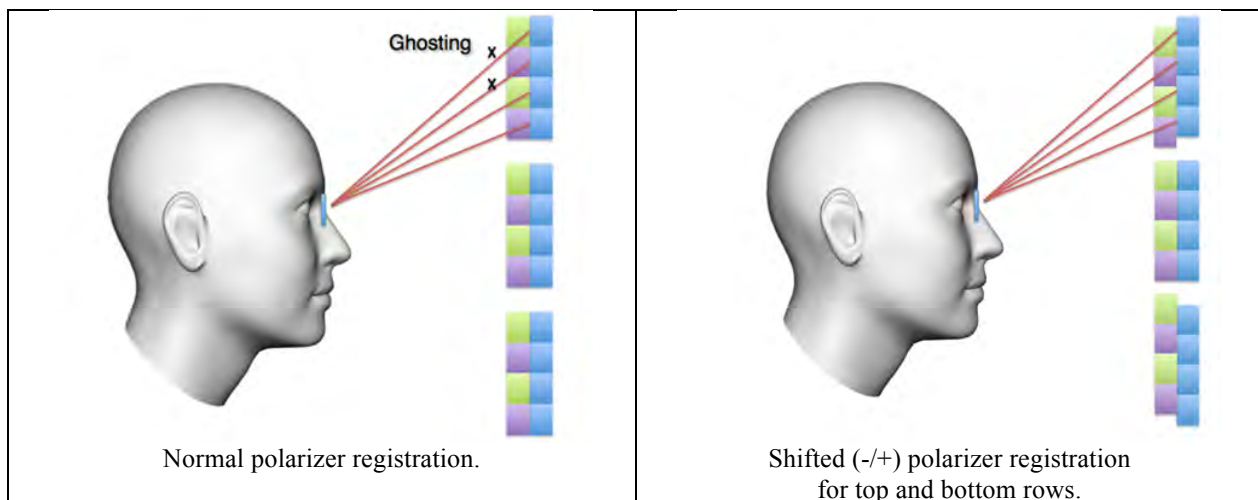 Ghosting
x
x
Normal polarizer registration.
Shifted (-/+) polarizer registration
for top and bottom rows.